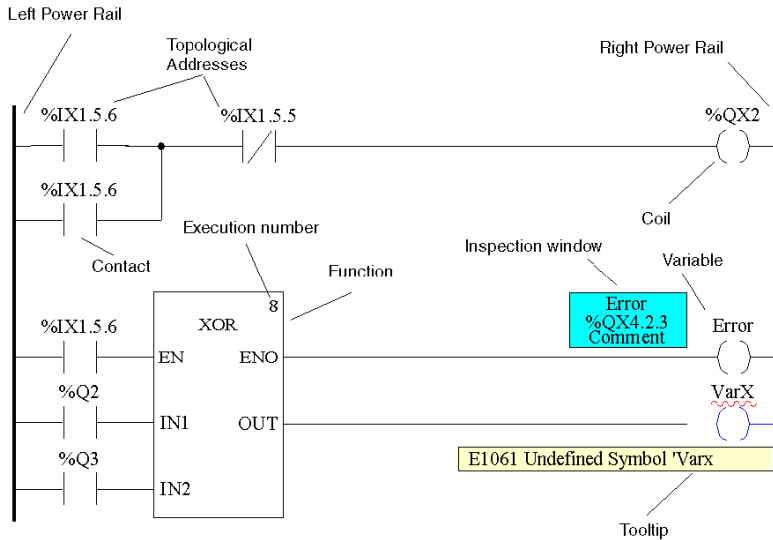 Left Power Rail
Topological
Addresses
Right Power Rail
%IX1.5.6
%IX1.5.5
%QX2
%IX1.5.6
Coil
Contact
Execution number
Function
Inspection window
Variable
8
XOR
Error
%QX4.2.3
Comment
Error
%IX1.5.6
EN
ENO
%Q2
VarX
IN1
OUT
%Q3
E1061 Undefined Symbol 'Varx
IN2
Tooltip